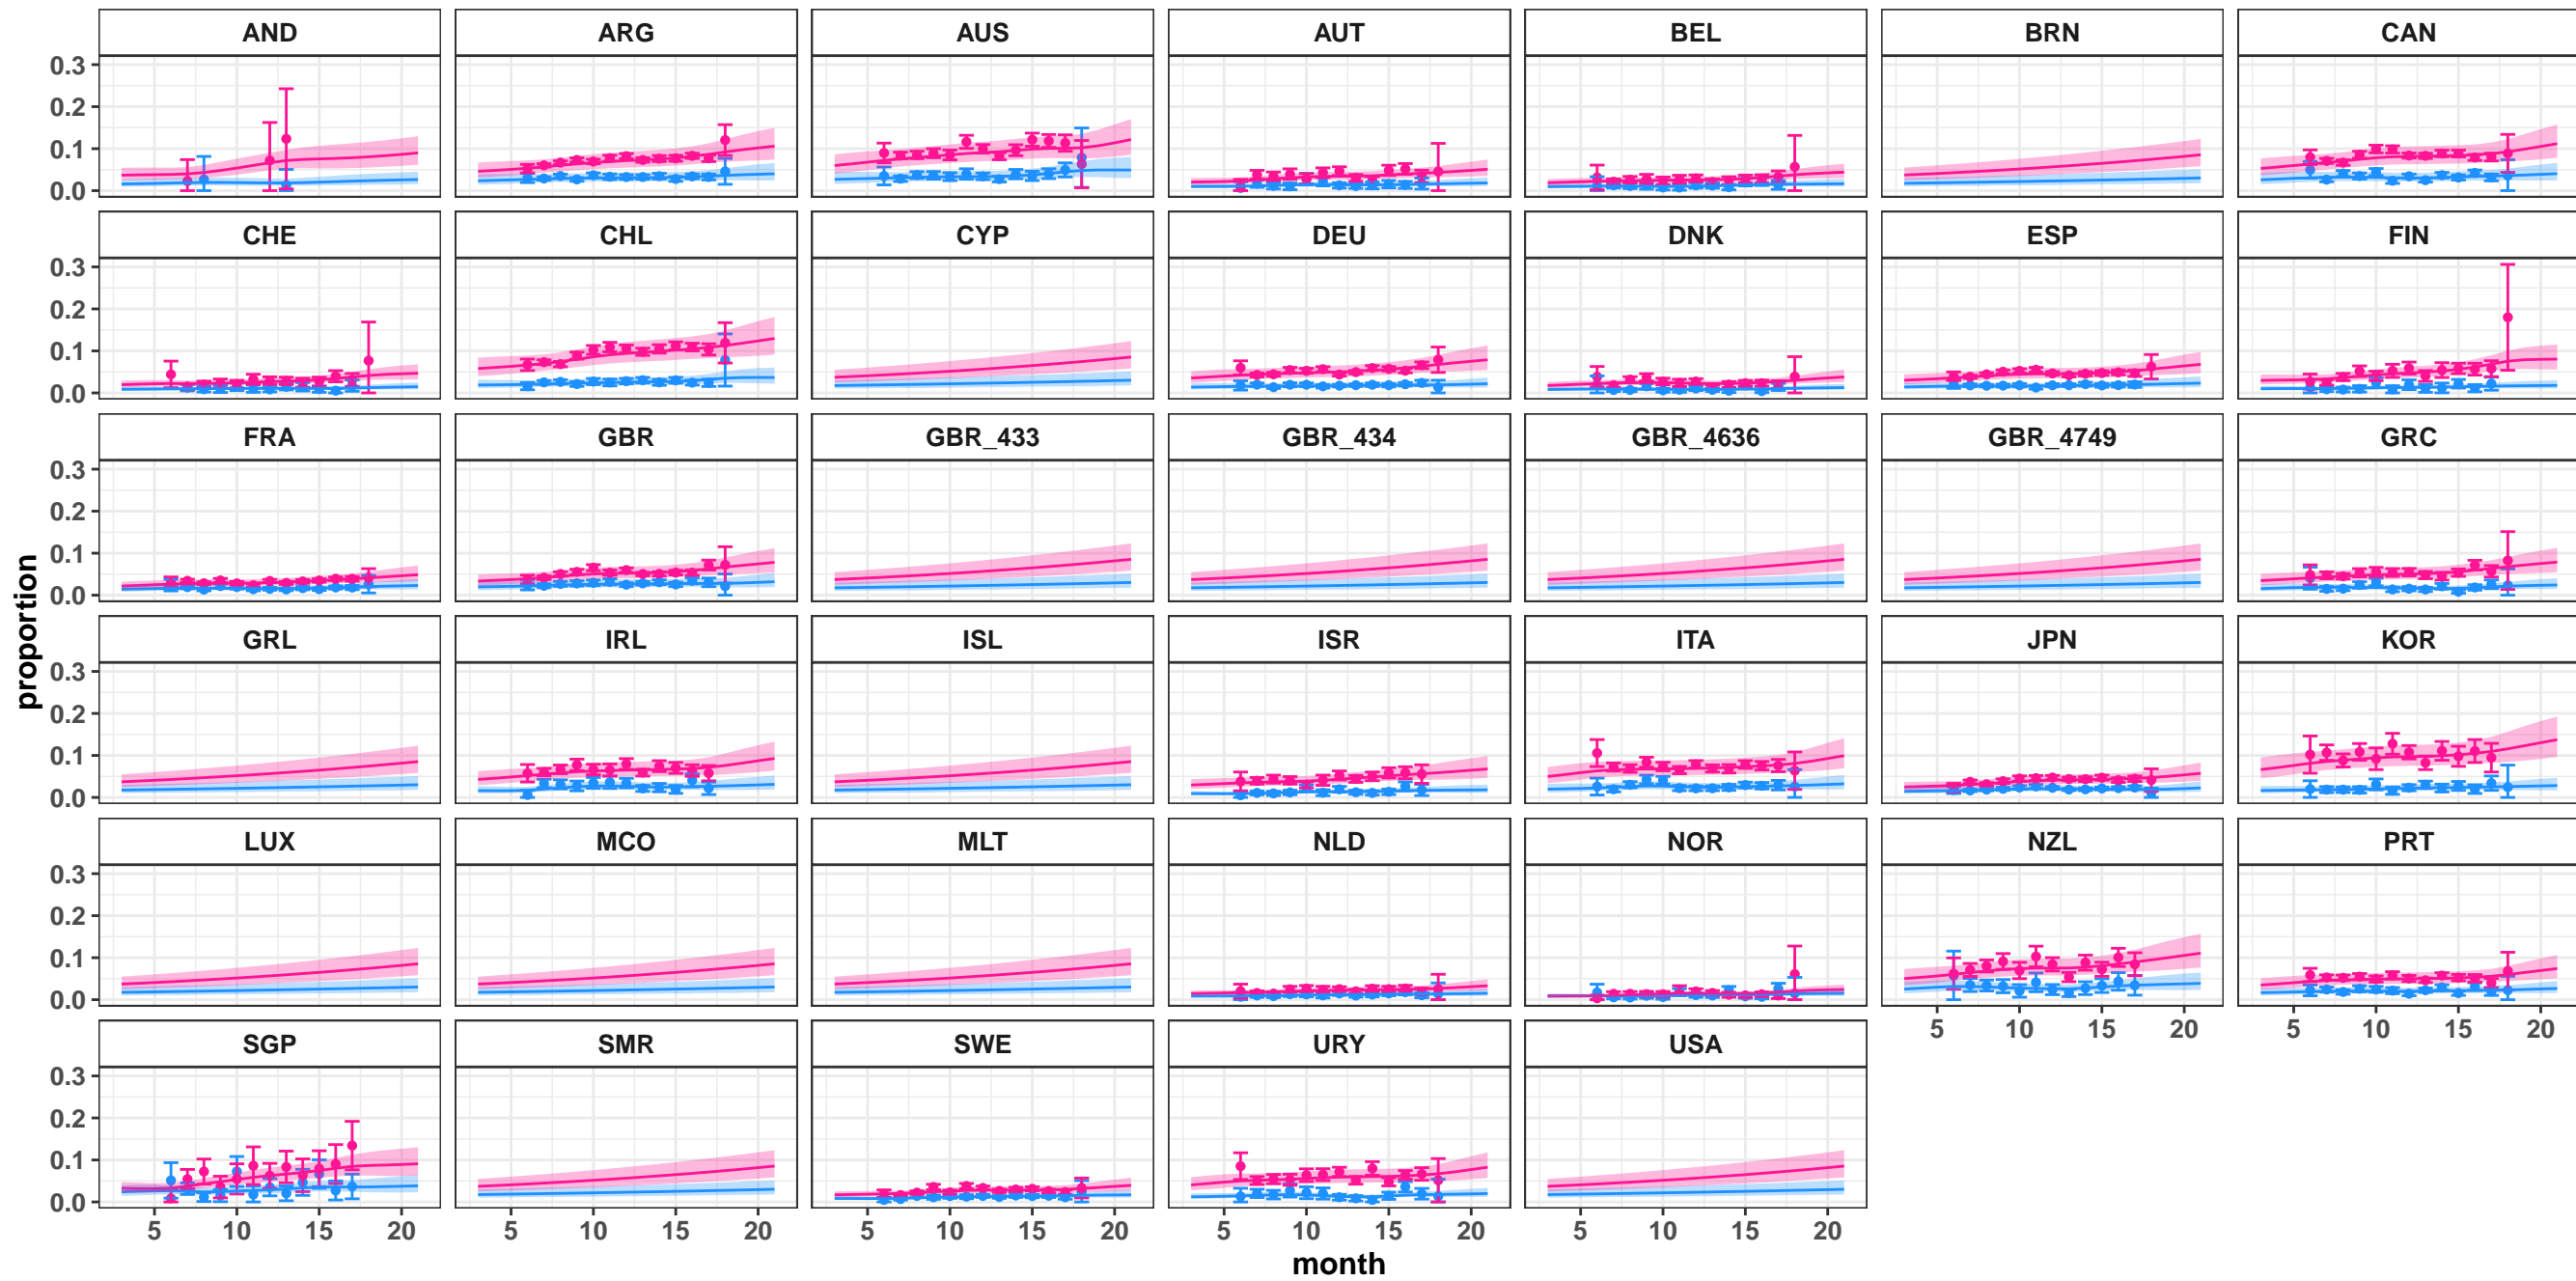 AND ARG AUS AUT BEL BRN CAN
0.3
0.2
0.1
0.0
CHE CHL CYP DEU DNK ESP FIN
0.3
0.2
0.1
0.0
FRA GBR GBR_433 GBR_434 GBR_4636 GBR_4749 GRC
0.3
0.2
0.1
0.0
proportion
GRL IRL ISL ISR ITA JPN KOR
0.3
0.2
0.1
0.0
LUX MCO MLT NLD NOR NZL PRT
0.3
0.2
0.1
0.0
5 10 15 20 5 10 15 20
SGP SMR SWE URY USA
0.3
0.2
0.1
0.0
5 10 15 20 5 10 15 20 5 10 15 20 5 10 15 20 5 10 15 20
month